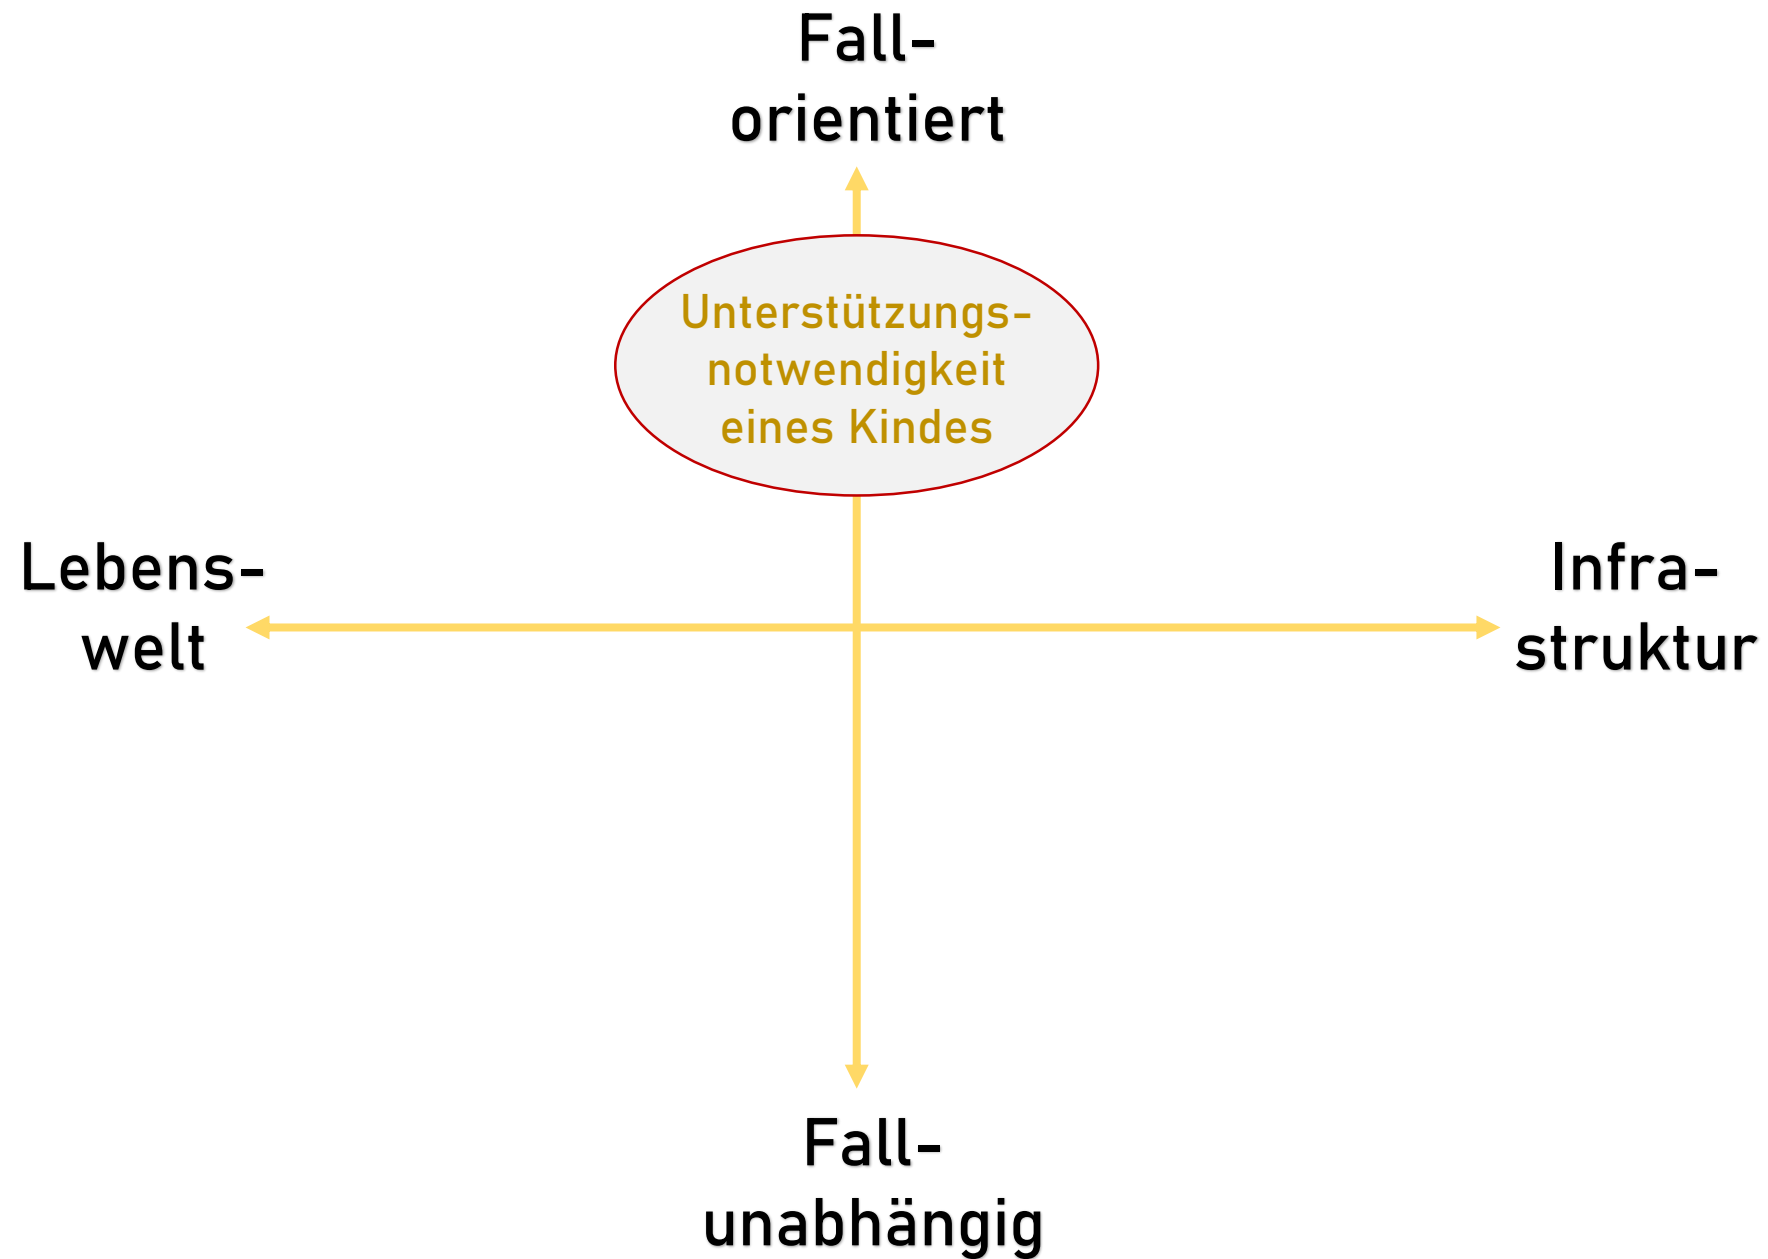 Fall-
orientiert
Unterstützungs-
notwendigkeit
eines Kindes
Lebens-
welt
Infra-
struktur
Fall-
unabhängig